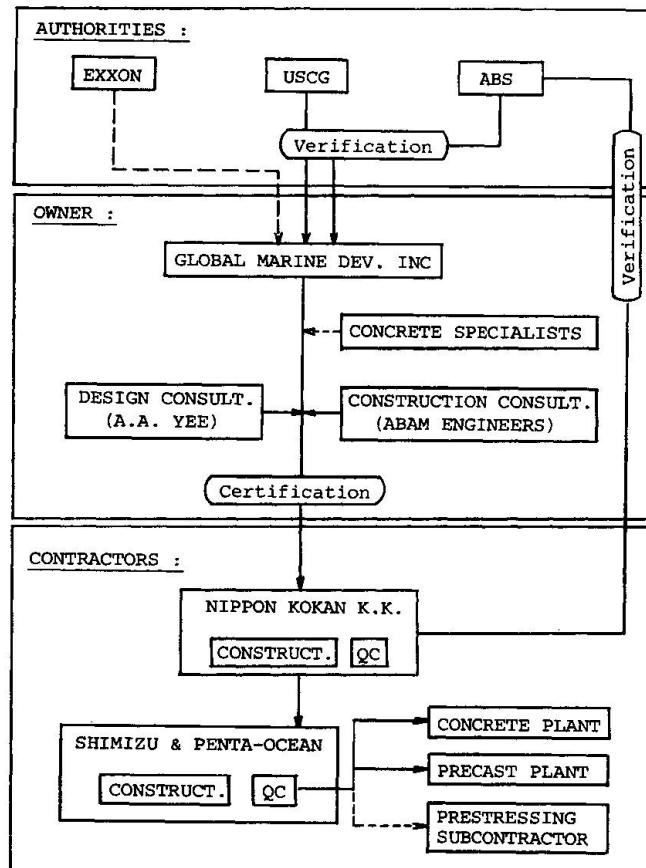 AUTHORITIES :
EXXON
USCG
ABS
Verification
Verification
OWNER :
GLOBAL MARINE DEV. INC
CONCRETE SPECIALISTS
DESIGN CONSULT.
(A.A. YEE)
CONSTRUCTION CONSULT.
(ABAM ENGINEERS)
Certification
CONTRACTORS :
NIPPON KOKAN K.K.
CONSTRUCT.
QC
SHIMIZU & PENTA-OCEAN
CONSTRUCT.
QC
CONCRETE PLANT
PRECAST PLANT
PRESTRESSING
SUBCONTRACTOR